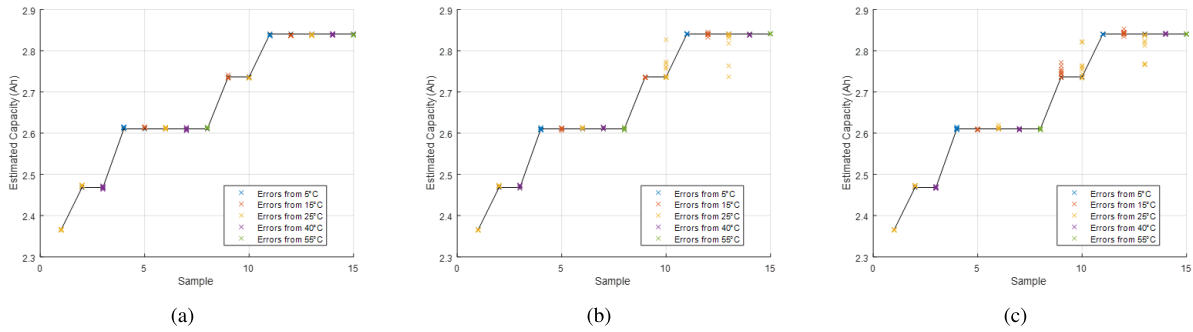 2.9
2.8
2.7
2.6
2.5
2.4
2.3
Estimated Capacity (Ah)
0
5
10
15
Sample
Errors from 5°C
Errors from 15°C
Errors from 25°C
Errors from 40°C
Errors from 55°C
(a)
2.9
2.8
2.7
2.6
2.5
2.4
2.3
Estimated Capacity (Ah)
0
5
10
15
Sample
Errors from 5°C
Errors from 15°C
Errors from 25°C
Errors from 40°C
Errors from 55°C
(b)
2.9
2.8
2.7
2.6
2.5
2.4
2.3
Estimated Capacity (Ah)
0
5
10
15
Sample
Errors from 5°C
Errors from 15°C
Errors from 25°C
Errors from 40°C
Errors from 55°C
(c)